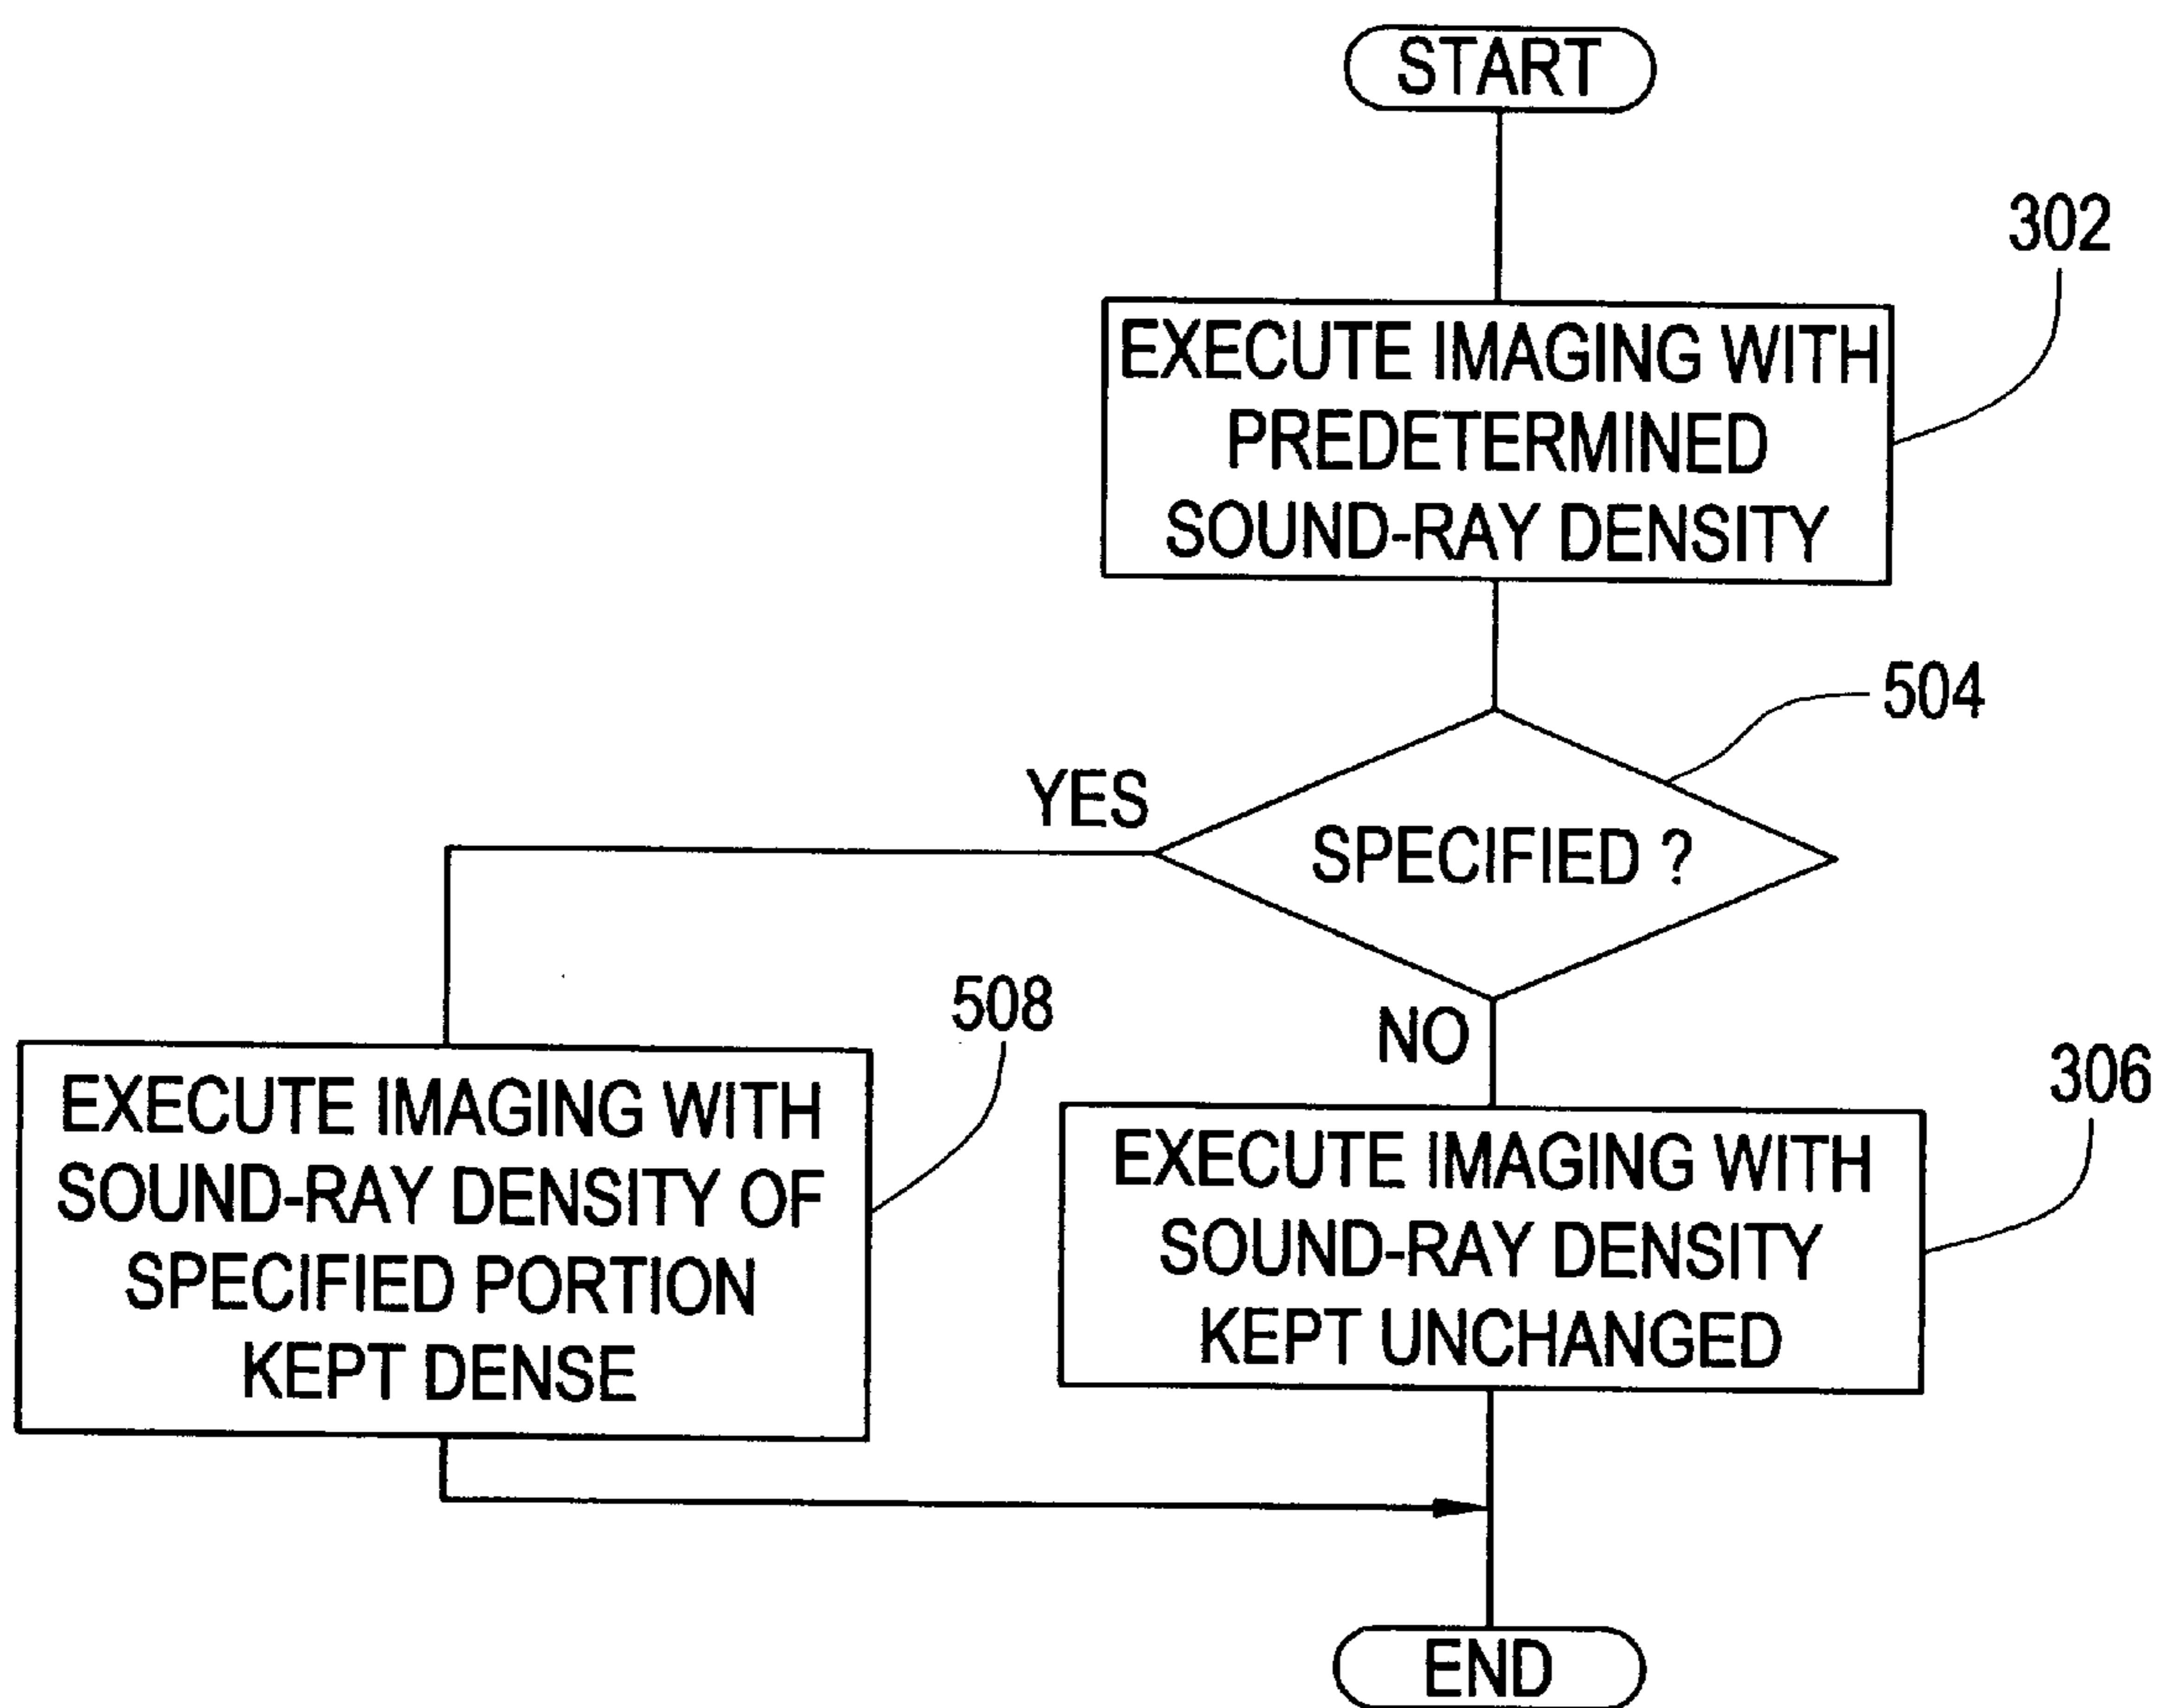 START
302
EXECUTE IMAGING WITH
PREDETERMINED
SOUND-RAY DENSITY
504
YES
SPECIFIED ?
508
NO
306
EXECUTE IMAGING WITH
SOUND-RAY DENSITY OF
SPECIFIED PORTION
KEPT DENSE
EXECUTE IMAGING WITH
SOUND-RAY DENSITY
KEPT UNCHANGED
END